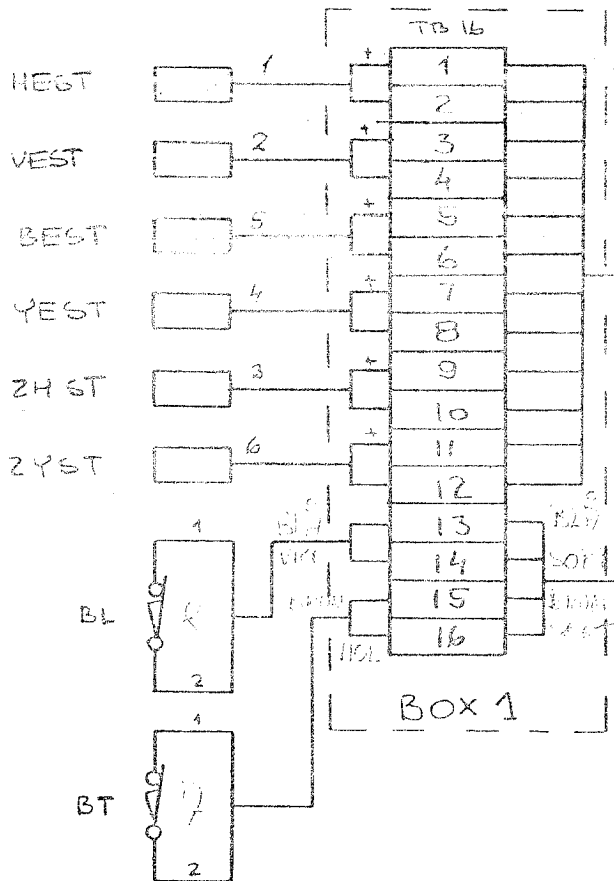 TB 16
HEST 1 + 1
2
VEST 2 + 3
4
BEST 5 + 5
6
YEST 4 + 7
8
ZHST 3 + 9
10
ZYST 6 + 11
12
1 13
14
BL 15
16
2
BOX 1
1
BT
2